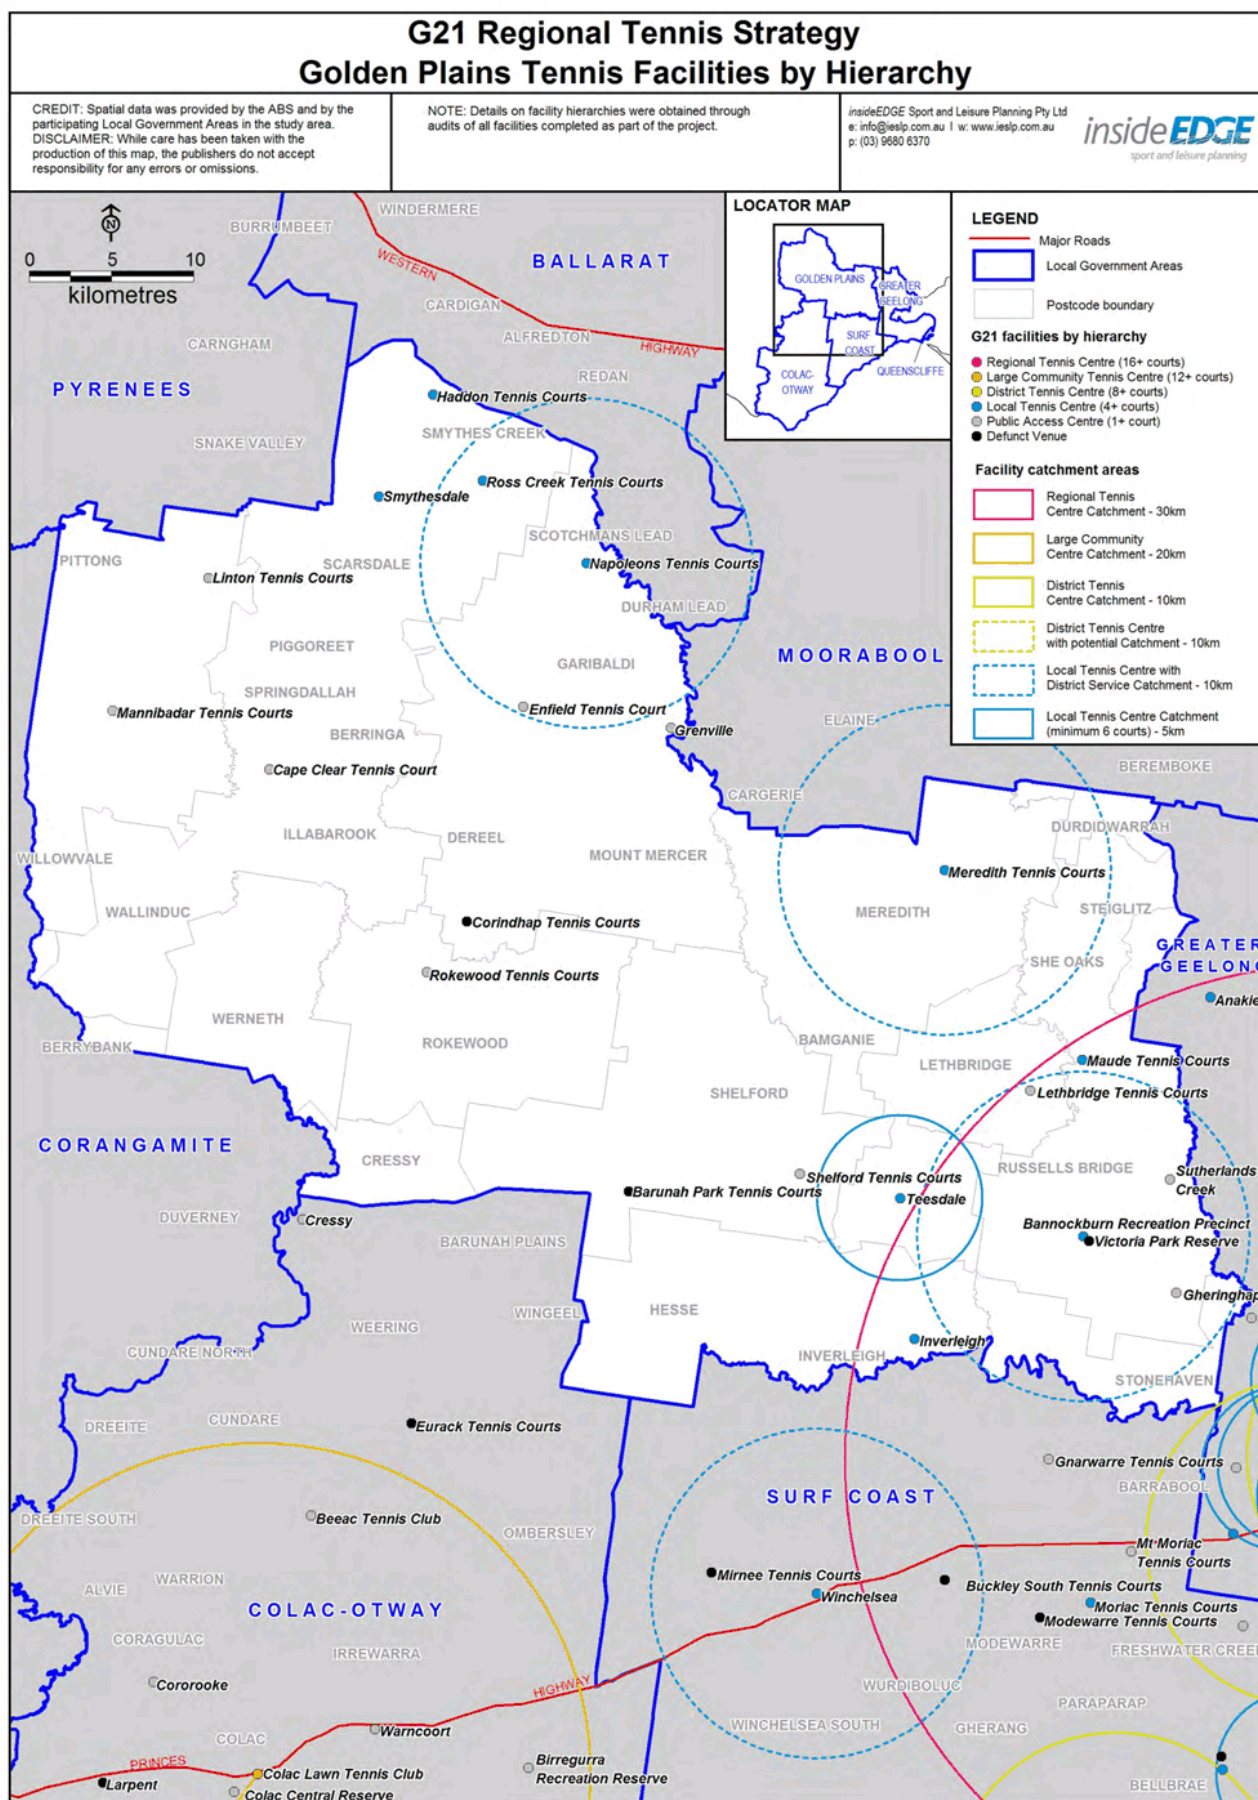 G21 Regional Tennis Strategy
Golden Plains Tennis Facilities by Hierarchy
CREDIT: Spatial data was provided by the ABS and by the
participating Local Government Areas in the study area.
DISCLAIMER: While care has been taken with the
production of this map, the publishers do not accept
responsibility for any errors or omissions.
NOTE: Details on facility hierarchies were obtained through
audits of all facilities completed as part of the project.
insideEDGE Sport and Leisure Planning Pty Ltd
e: info@ieslp.com.au | w: www.ieslp.com.au
p: (03) 9680 6370
insideEDGE
sport and leisure planning
N
0 5 10
kilometres
LOCATOR MAP
GOLDEN PLAINS
GREATER
GEELONG
SURF
COAST
QUEENSCLIFFE
COLAC-
OTWAY
LEGEND
Major Roads
Local Government Areas
Postcode boundary
G21 facilities by hierarchy
Regional Tennis Centre (16+ courts)
Large Community Tennis Centre (12+ courts)
District Tennis Centre (8+ courts)
Local Tennis Centre (4+ courts)
Public Access Centre (1+ court)
Defunct Venue
Facility catchment areas
Regional Tennis
Centre Catchment - 30km
Large Community
Centre Catchment - 20km
District Tennis
Centre Catchment - 10km
District Tennis Centre
with potential Catchment - 10km
Local Tennis Centre with
District Service Catchment - 10km
Local Tennis Centre Catchment
(minimum 6 courts) - 5km
WINDERMERE
BURRUMBEET
WESTERN
BALLARAT
CARDIGAN
ALFREDTON
CARNGHAM
HIGHWAY
REDAN
PYRENEES
Haddon Tennis Courts
SMYTHES CREEK
SNAKE VALLEY
Ross Creek Tennis Courts
Smythesdale
SCOTCHMANS LEAD
PITTONG
SCARSDALE
Napoleons Tennis Courts
Linton Tennis Courts
DURHAM LEAD
PIGGOREET
GARIBALDI
MOORABOOL
SPRINGDALLAH
Mannibadar Tennis Courts
Enfield Tennis Court
ELAINE
BERRINGA
Grenville
Cape Clear Tennis Court
BEREMBOKE
CARGERIE
ILLABAROOK
DEREEL
DURDIDWARRAH
WILLOWVALE
MOUNT MERCER
Meredith Tennis Courts
WALLINDUC
MEREDITH
STEIGLITZ
Corindhap Tennis Courts
GREATER
GEELONG
SHE OAKS
Rokewood Tennis Courts
Anakie
WERNETH
BERRYBANK
ROKEWOOD
BAMGANIE
LETHBRIDGE
Maude Tennis Courts
SHELFORD
Lethbridge Tennis Courts
CORANGAMITE
CRESSY
RUSSELLS BRIDGE
Shelford Tennis Courts
Sutherlands
Creek
Barunah Park Tennis Courts
Teesdale
DUVERNEY
Cressy
Bannockburn Recreation Precinct
Victoria Park Reserve
BARUNAH PLAINS
WINGEEL
HESSE
Gheringhap
WEERING
CUNDARE NORTH
INVERLEIGH
Inverleigh
STONEHAVEN
DREEITE
CUNDARE
Eurack Tennis Courts
Gnarwarre Tennis Courts
BARRABOOL
SURF COAST
DREEITE SOUTH
Beeac Tennis Club
OMBERSLEY
Mt Moriac
Tennis Courts
ALVIE
WARRION
Mirnee Tennis Courts
Buckley South Tennis Courts
Winchelsea
COLAC-OTWAY
Moriac Tennis Courts
Modewarre Tennis Courts
CORAGULAC
IRREWARRA
MODEWARRE
FRESHWATER CREEK
Cororooke
HIGHWAY
WURDIBOLUC
PARAPARAP
COLAC
Warncoort
WINCHELSEA SOUTH
GHERANG
PRINCES
Colac Lawn Tennis Club
Birregurra
Recreation Reserve
Larpent
Colac Central Reserve
BELLBRAE